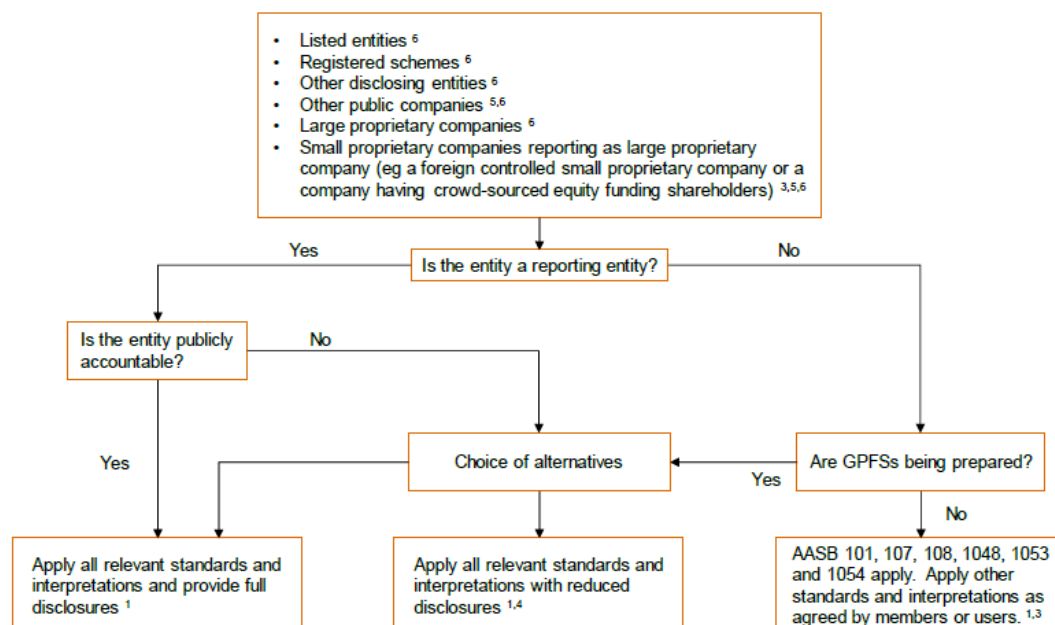 • Listed entities 6
• Registered schemes 6
• Other disclosing entities 6
• Other public companies 5,6
• Large proprietary companies 6
• Small proprietary companies reporting as large proprietary
company (eg a foreign controlled small proprietary company or a
company having crowd-sourced equity funding shareholders) 3,5,6
Yes
Is the entity a reporting entity?
No
Is the entity publicly
accountable?
No
Yes
Choice of alternatives
Yes
Are GPFSs being prepared?
No
Apply all relevant standards and
interpretations and provide full
disclosures 1
Apply all relevant standards and
interpretations with reduced
disclosures 1,4
AASB 101, 107, 108, 1048, 1053
and 1054 apply. Apply other
standards and interpretations as
agreed by members or users. 1,3